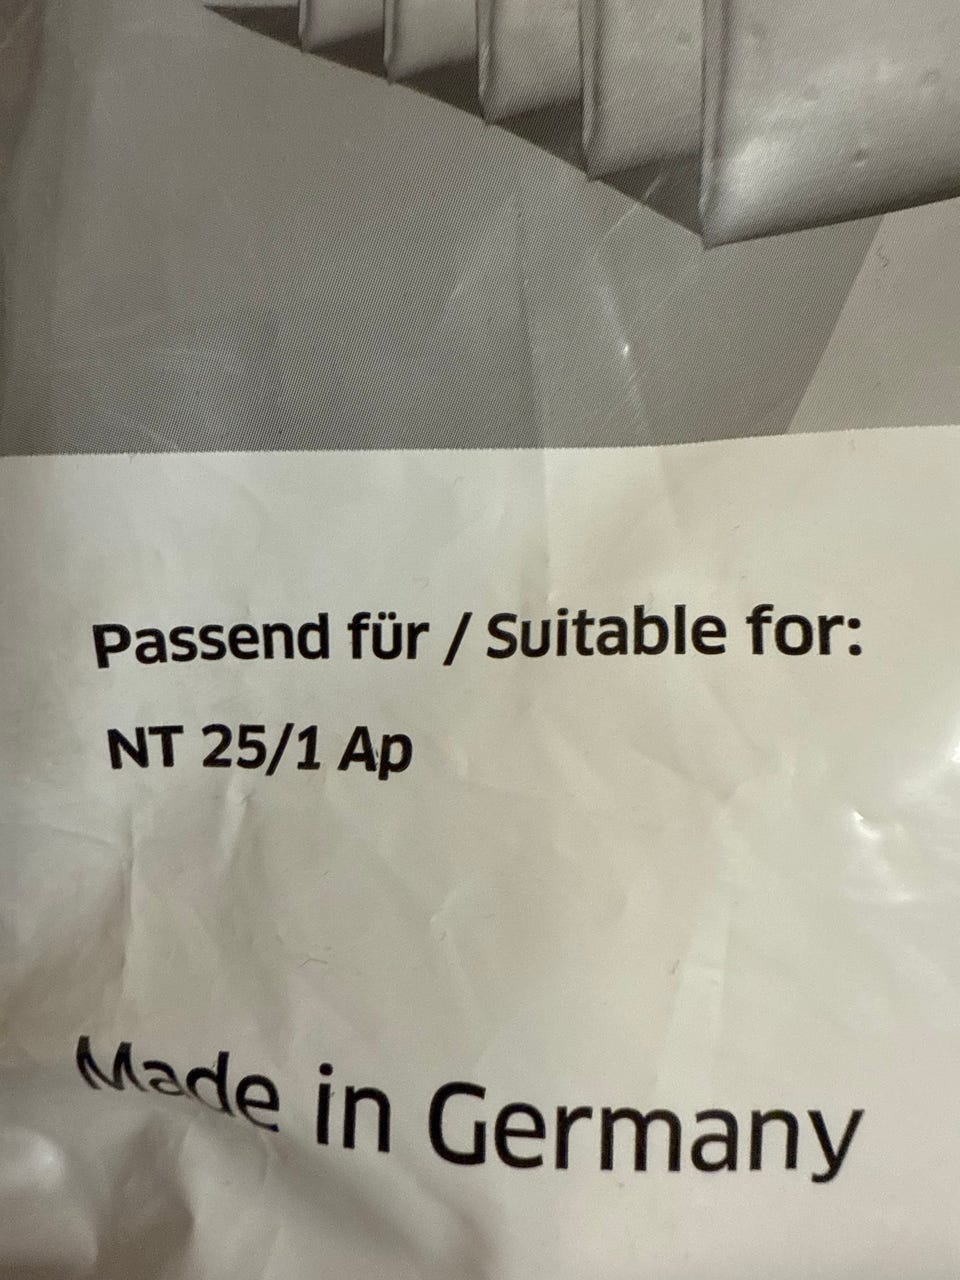 Passend für / Suitable for:
NT 25/1 Ap
Made in Germany